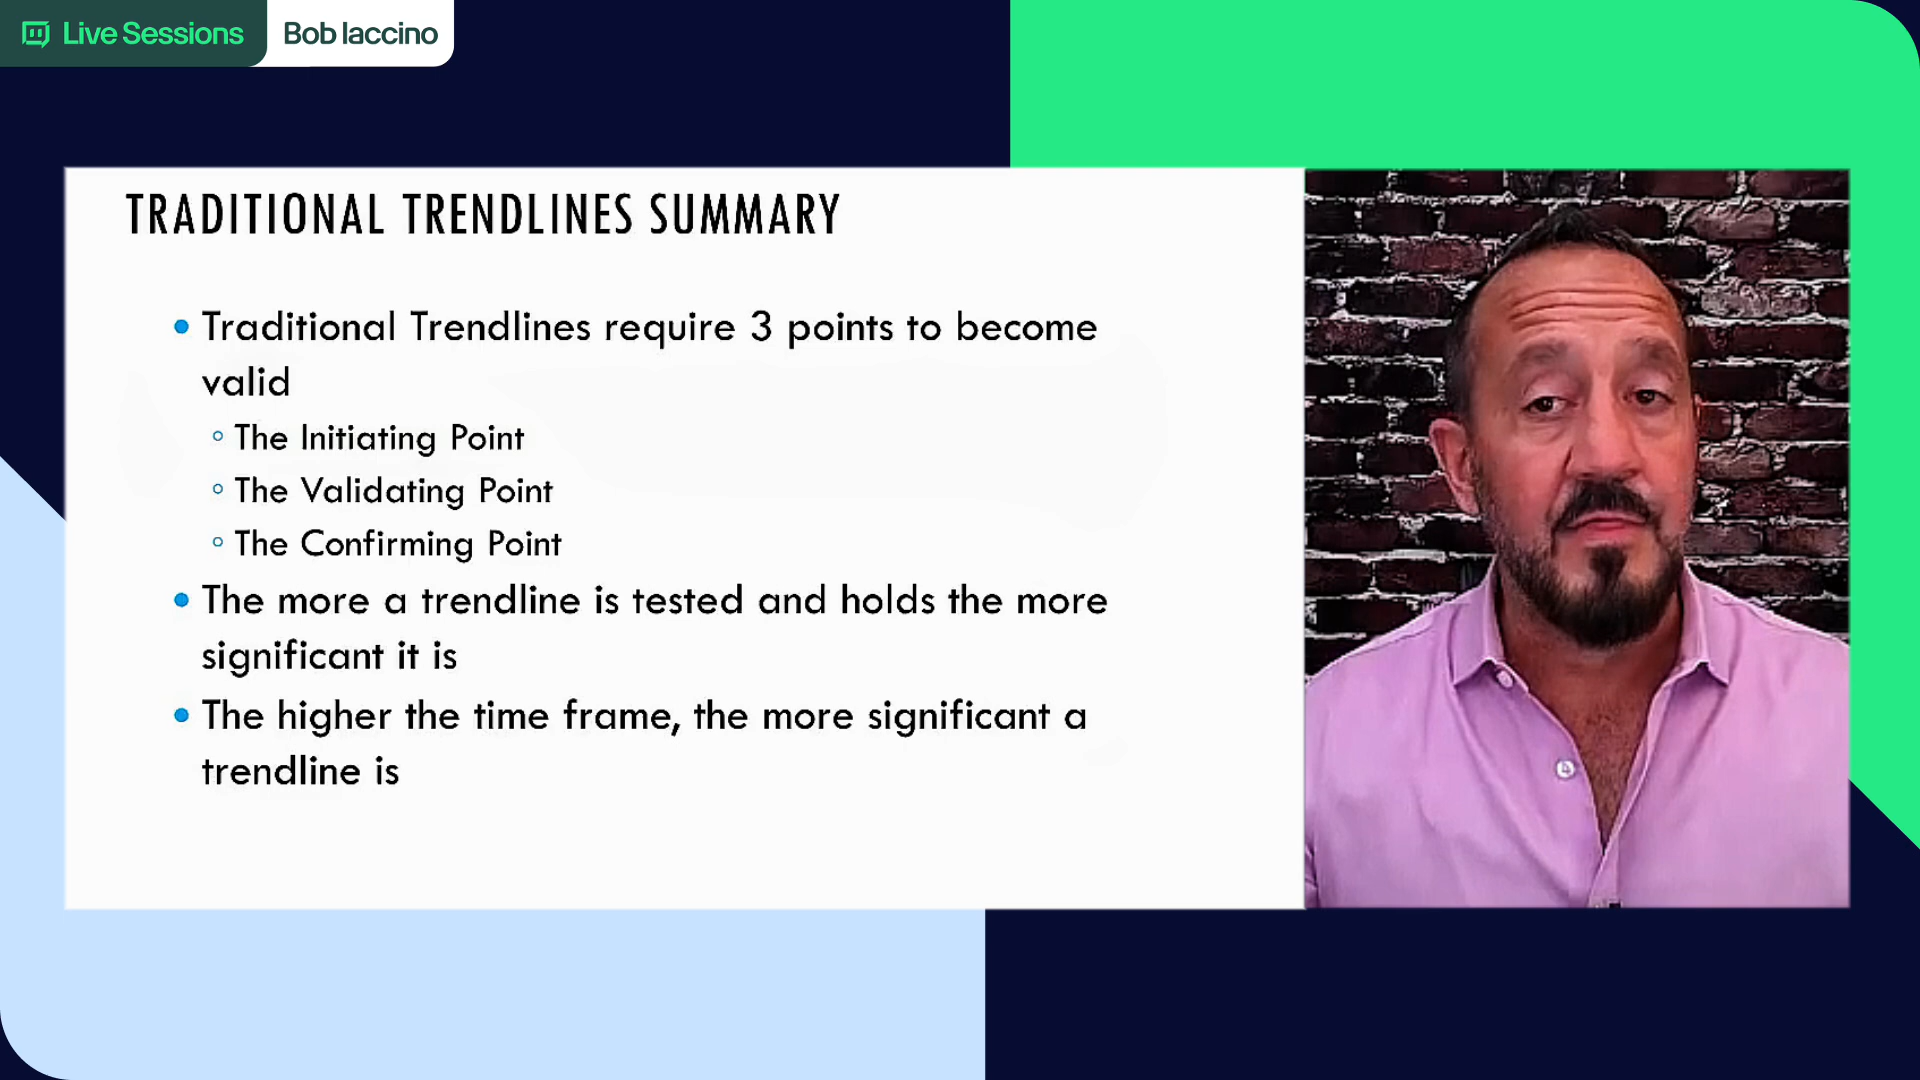 Live Sessions
Bob Iaccino
TRADITIONAL TRENDLINES SUMMARY
• Traditional Trendlines require 3 points to become
valid
◦ The Initiating Point
◦ The Validating Point
◦ The Confirming Point
• The more a trendline is tested and holds the more
significant it is
• The higher the time frame, the more significant a
trendline is